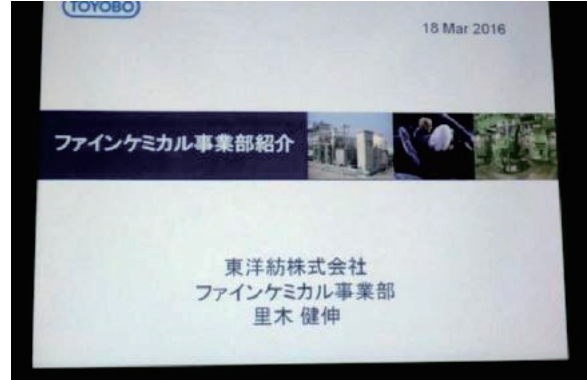 TOYOBO
18 Mar 2016
ファインケミカル事業部紹介
東洋紡株式会社
ファインケミカル事業部
里木 健伸